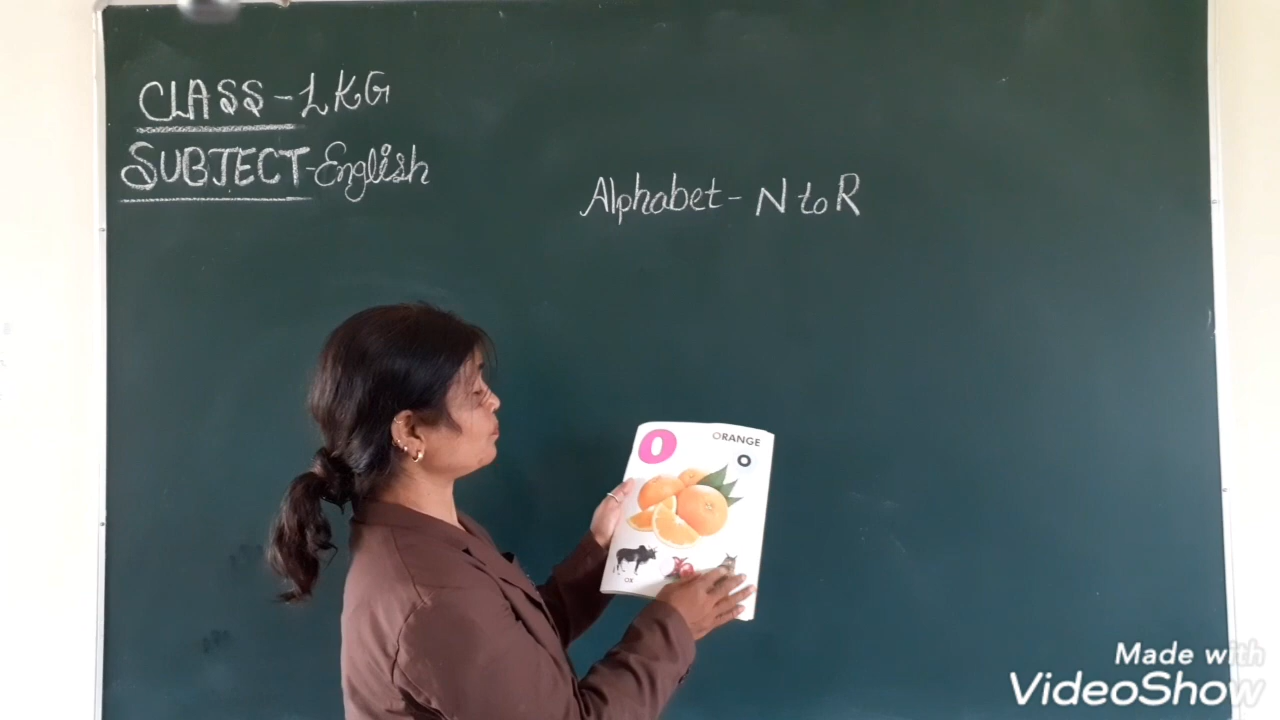 CLASS - LKG
SUBJECT - English
Alphabet - N to R
O
ORANGE
o
OX
Made with
VideoShow